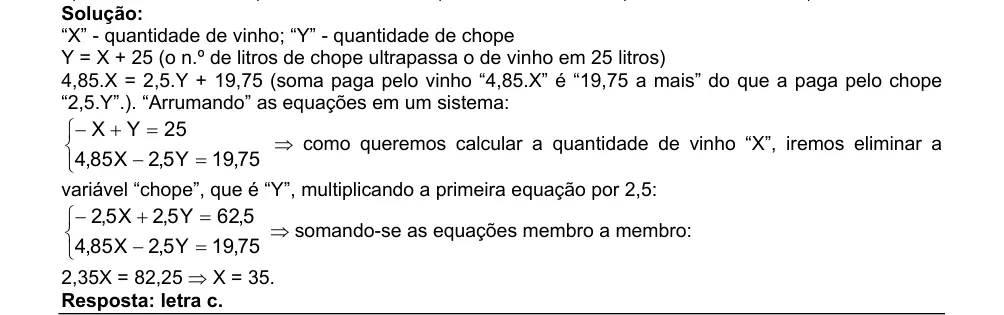 Solução:
“X” - quantidade de vinho; “Y” - quantidade de chope
Y = X + 25 (o n.º de litros de chope ultrapassa o de vinho em 25 litros)
4,85.X = 2,5.Y + 19,75 (soma paga pelo vinho “4,85.X” é “19,75 a mais” do que a paga pelo chope
“2,5.Y”.). “Arrumando” as equações em um sistema:
− X + Y = 25
4,85X − 2,5Y = 19,75
⇒ como queremos calcular a quantidade de vinho “X”, iremos eliminar a
variável “chope”, que é “Y”, multiplicando a primeira equação por 2,5:
− 2,5X + 2,5Y = 62,5
4,85X − 2,5Y = 19,75
⇒ somando-se as equações membro a membro:
2,35X = 82,25 ⇒ X = 35.
Resposta: letra c.